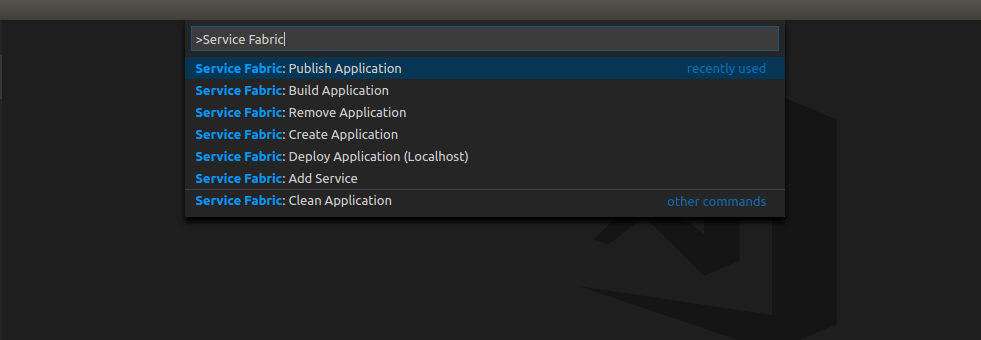 >Service Fabric
Service Fabric: Publish Application recently used
Service Fabric: Build Application
Service Fabric: Remove Application
Service Fabric: Create Application
Service Fabric: Deploy Application (Localhost)
Service Fabric: Add Service
Service Fabric: Clean Application other commands